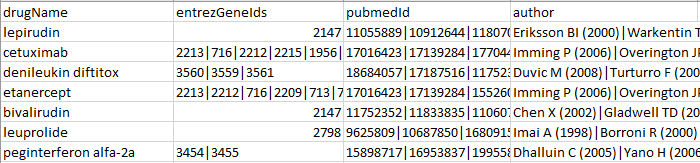 drugName entrezGeneIds pubmedId author
lepirudin 2147 11055889|10912644|11807 Eriksson BI (2000)|Warkentin T
cetuximab 2213|716|2212|2215|1956| 17016423|17139284|17704 Imming P (2006)|Overington JP
denileukin diftitox 3560|3559|3561 18684057|17187516|11752 Duvic M (2008)|Turturro F (200
etanercept 2213|2212|716|2209|713|7 17016423|17139284|15526 Imming P (2006)|Overington JP
bivalirudin 2147 11752352|11833835|11060 Chen X (2002)|Gladwell TD (20
leuprolide 2798 9625809|10687850|1680915 Imai A (1998)|Borroni R (2000)
peginterferon alfa-2a 3454|3455 15898717|16953837|19955 Dhalluin C (2005)|Yano H (2006